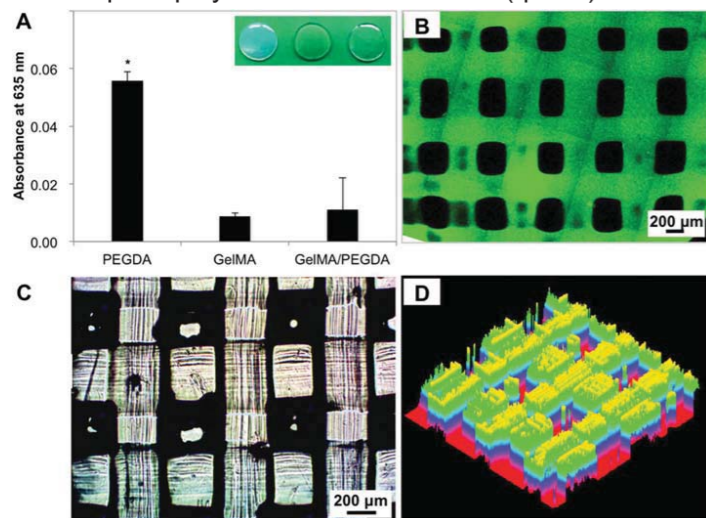 A
*
Absorbance at 635 nm
0.06
0.04
0.02
0.00
PEGDA
GelMA
GelMA/PEGDA
B
200 µm
C
200 µm
D